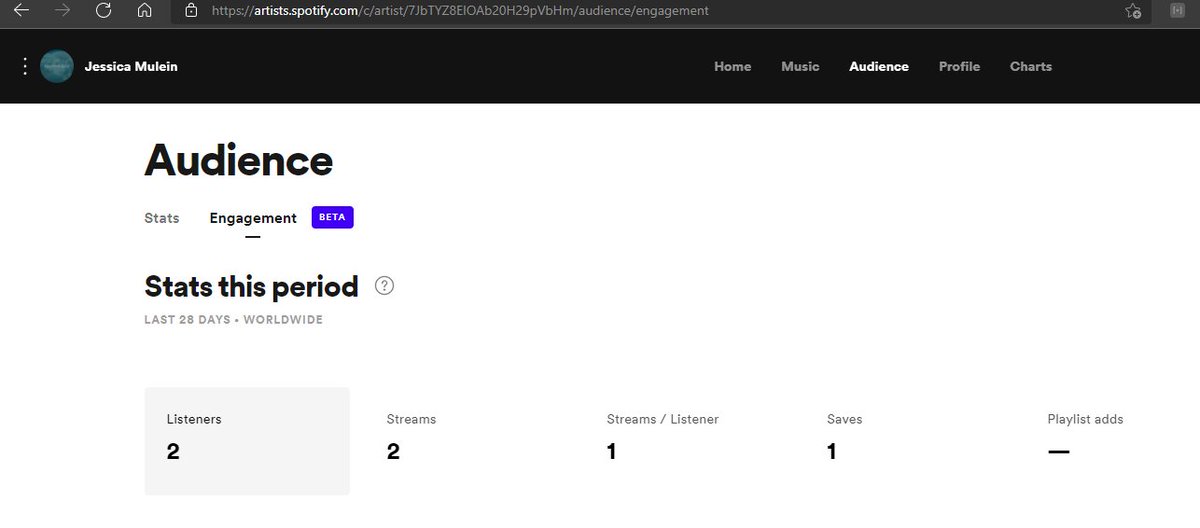 https://artists.spotify.com/c/artist/7JbTYZ8EIOAb20H29pVbHm/audience/engagement
Jessica Mulein
Home Music Audience Profile Charts
Audience
Stats Engagement BETA
Stats this period ?
LAST 28 DAYS • WORLDWIDE
Listeners Streams Streams / Listener Saves Playlist adds
2 2 1 1 —